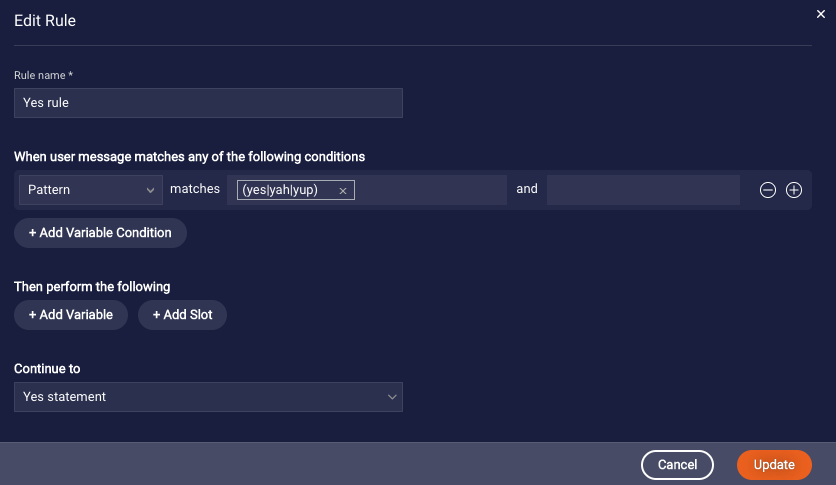 Edit Rule
Rule name *
Yes rule
When user message matches any of the following conditions
Pattern matches (yes|yah|yup) × and
+ Add Variable Condition
Then perform the following
+ Add Variable + Add Slot
Continue to
Yes statement
Cancel Update